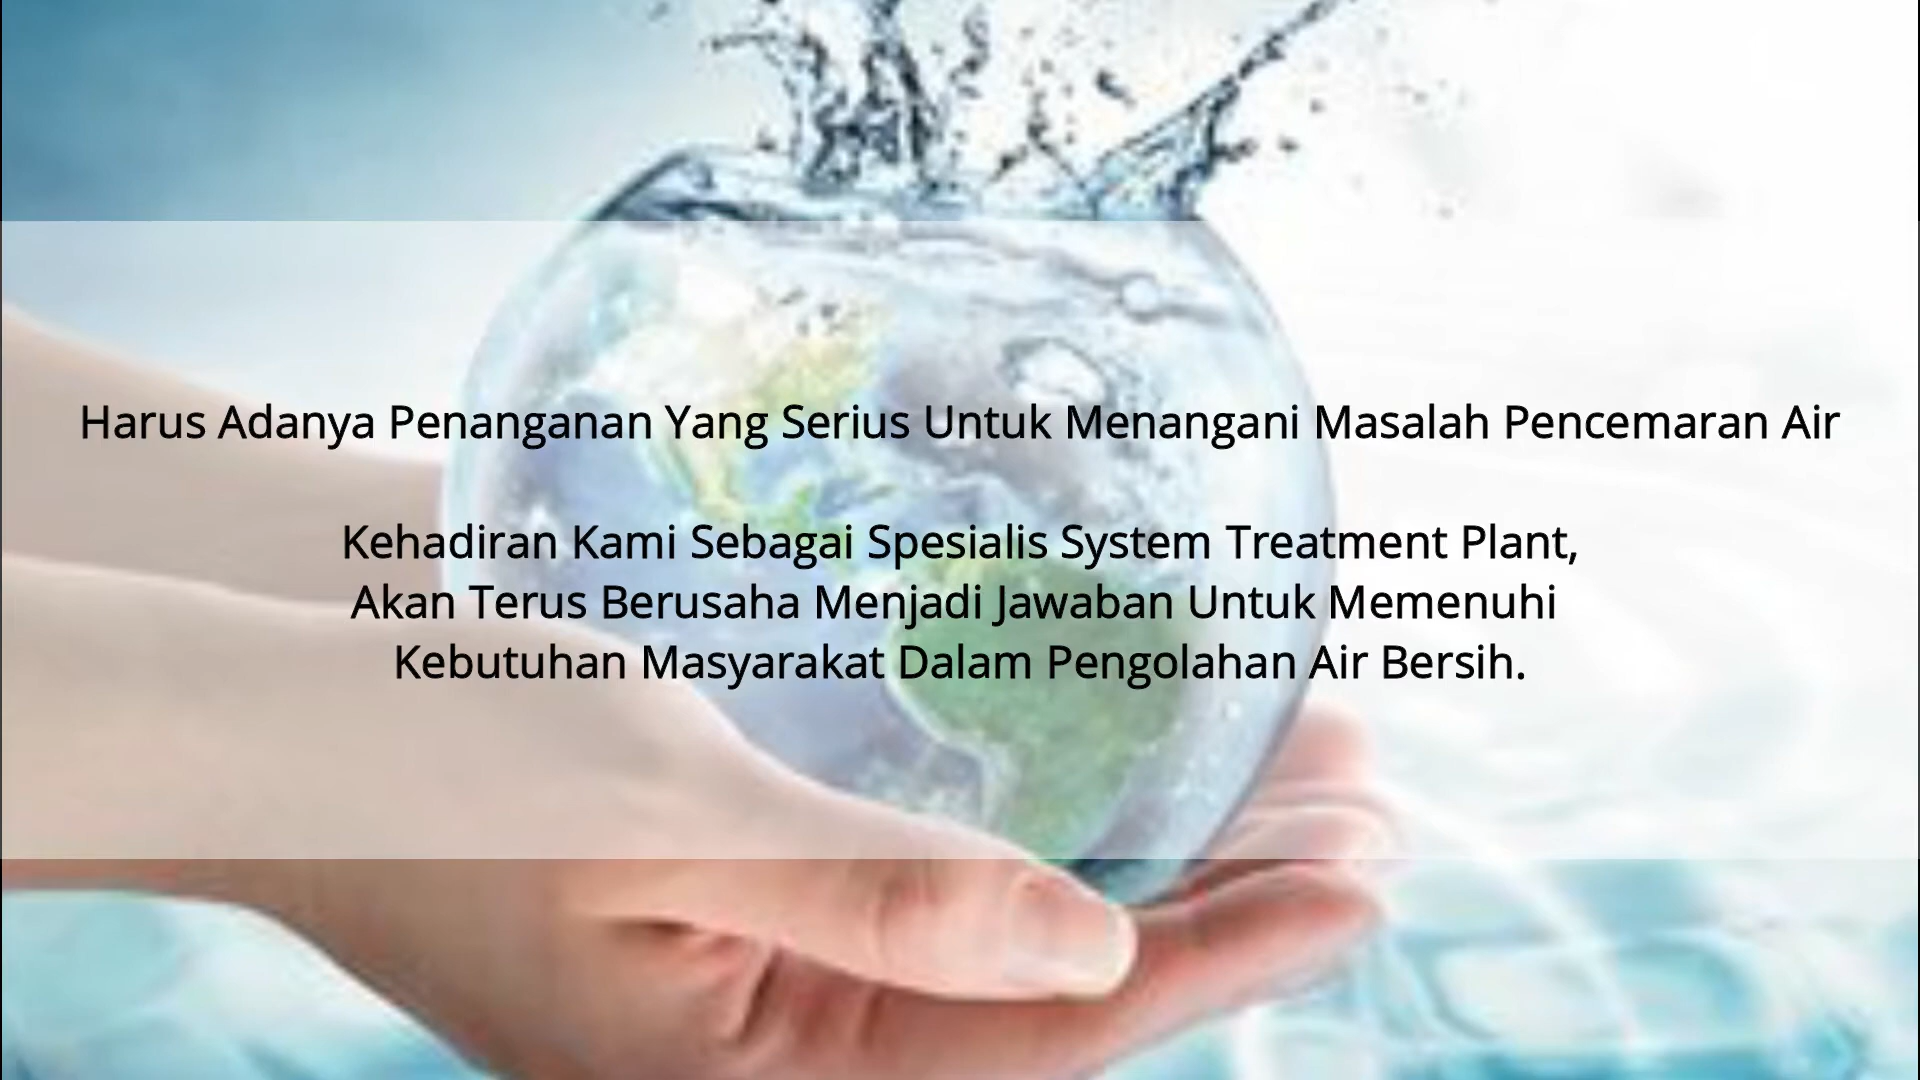 Harus Adanya Penanganan Yang Serius Untuk Menangani Masalah Pencemaran Air
Kehadiran Kami Sebagai Spesialis System Treatment Plant,
Akan Terus Berusaha Menjadi Jawaban Untuk Memenuhi
Kebutuhan Masyarakat Dalam Pengolahan Air Bersih.